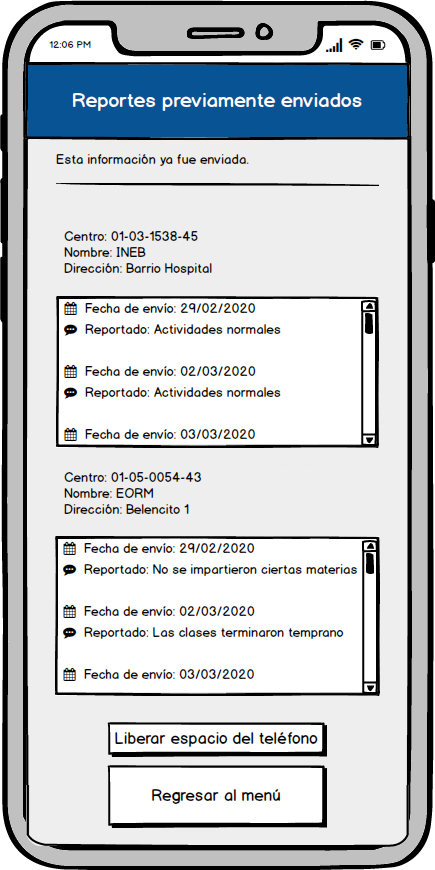 12:06 PM
Reportes previamente enviados
Esta información ya fue enviada.
Centro: 01-03-1538-45
Nombre: INEB
Dirección: Barrio Hospital
Fecha de envío: 29/02/2020
Reportado: Actividades normales
Fecha de envío: 02/03/2020
Reportado: Actividades normales
Fecha de envío: 03/03/2020
Centro: 01-05-0054-43
Nombre: EORM
Dirección: Belencito 1
Fecha de envío: 29/02/2020
Reportado: No se impartieron ciertas materias
Fecha de envío: 02/03/2020
Reportado: Las clases terminaron temprano
Fecha de envío: 03/03/2020
Liberar espacio del teléfono
Regresar al menú